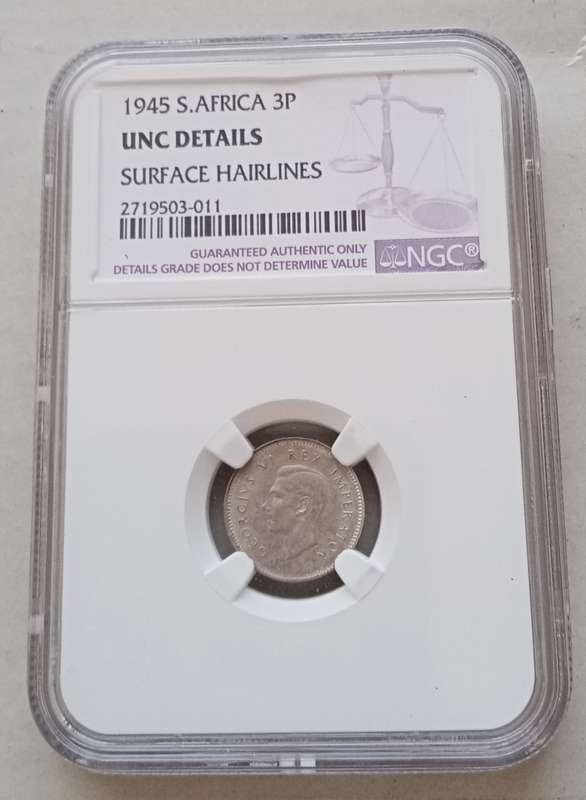 1945 S.AFRICA 3P
UNC DETAILS
SURFACE HAIRLINES
2719503-011
GUARANTEED AUTHENTIC ONLY
DETAILS GRADE DOES NOT DETERMINE VALUE
NGC®
GEORGIVS VI REX IMPERATOR